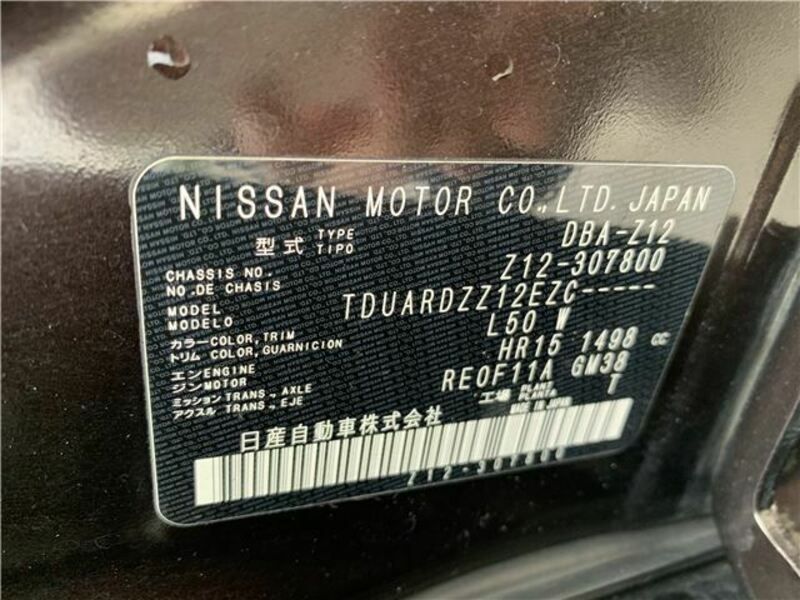 NISSAN MOTOR CO.,LTD. JAPAN
型式 TYPE TIPO DBA-Z12
CHASSIS NO. NO.DE CHASIS Z12-307800
MODEL MODELO TDUARDZZ12EZC-----
カラー COLOR,TRIM トリム COLOR,GUARNICION L50 W
エンジン ENGINE MOTOR HR15 1498 cc
ミッション TRANS., AXLE アクスル TRANS., EJE RE0F11A GM38
工場 PLANT PLANTA T
日産自動車株式会社 MADE IN JAPAN
Z12-307800